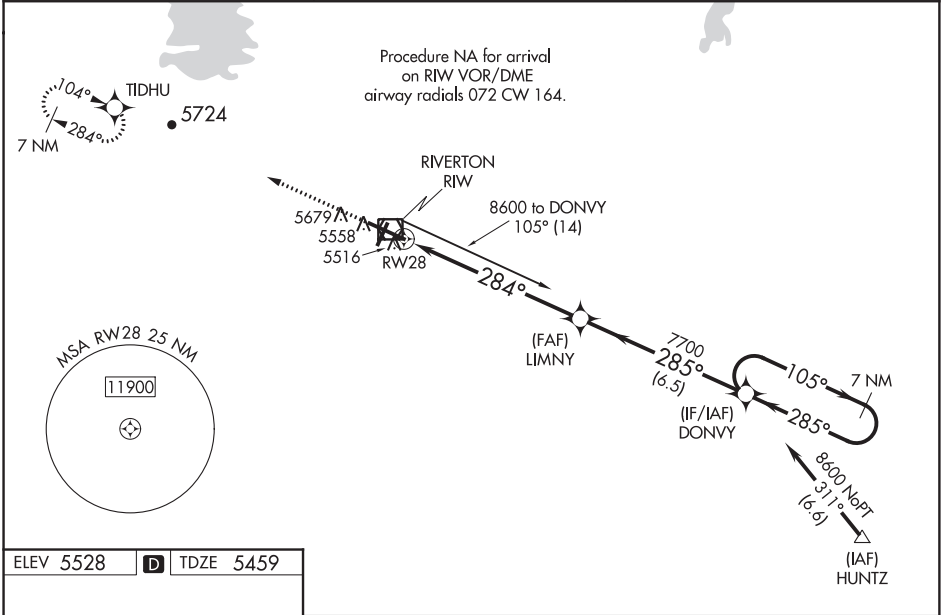 Procedure NA for arrival
on RIW VOR/DME
airway radials 072 CW 164.
104°
TIDHU
284°
7 NM
5724
RIVERTON
RIW
8600 to DONVY
105° (14)
5679
5558
5516
RW28
284°
(FAF)
LIMNY
7700
285°
(6.5)
105°
7 NM
285°
(IF/IAF)
DONVY
8600 NoPT
311°
(6.6)
(IAF)
HUNTZ
MSA RW28 25 NM
11900
ELEV 5528 D TDZE 5459